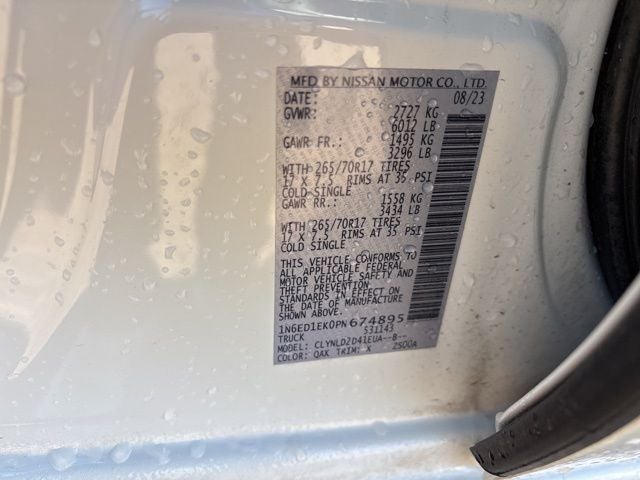 MFD BY NISSAN MOTOR CO., LTD.
DATE: 08/23
GVWR: 2727 KG
6012 LB
GAWR FR.: 1495 KG
3296 LB
WITH 265/70R17 TIRES
17 X 7.5 RIMS AT 35 PSI
COLD SINGLE
GAWR RR.: 1558 KG
3434 LB
WITH 265/70R17 TIRES
17 X 7.5 RIMS AT 35 PSI
COLD SINGLE
THIS VEHICLE CONFORMS TO
ALL APPLICABLE FEDERAL
MOTOR VEHICLE SAFETY AND
THEFT PREVENTION
STANDARDS IN EFFECT ON
THE DATE OF MANUFACTURE
SHOWN ABOVE.
1N6ED1EK0PN674895
TRUCK 531143
MODEL: CLYNLD2D41EUA--B--
COLOR: QAK TRIM: X 2500A